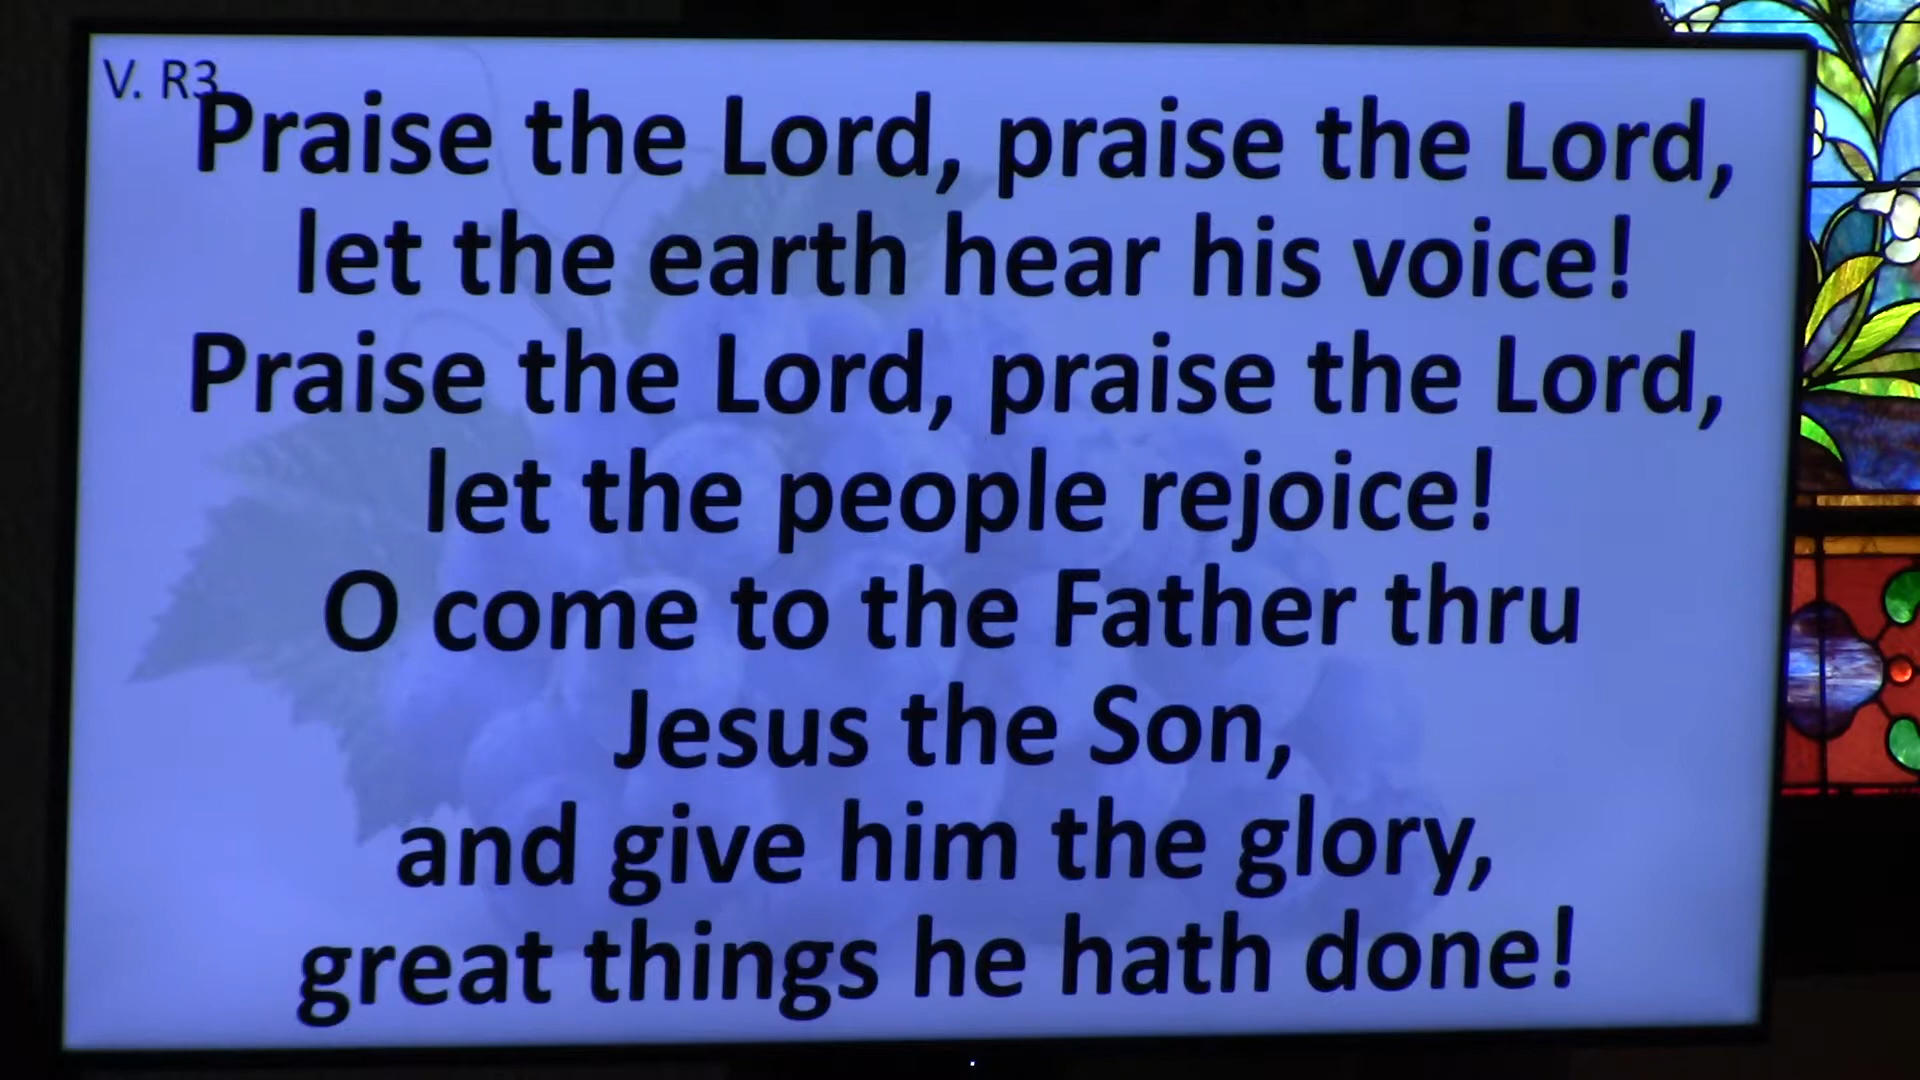 V. R3
Praise the Lord, praise the Lord,
let the earth hear his voice!
Praise the Lord, praise the Lord,
let the people rejoice!
O come to the Father thru
Jesus the Son,
and give him the glory,
great things he hath done!